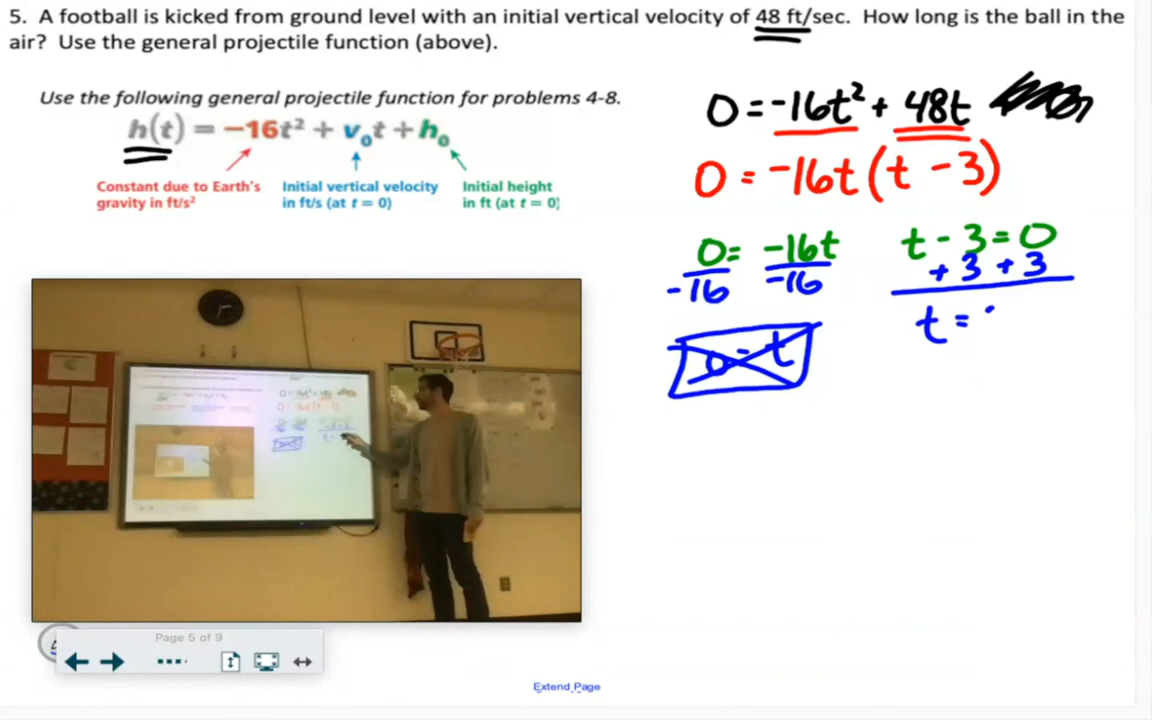 5. A football is kicked from ground level with an initial vertical velocity of 48 ft/sec. How long is the ball in the
air? Use the general projectile function (above).
Use the following general projectile function for problems 4-8.
h(t) = −16t² + v₀t + h₀
Constant due to Earth's
gravity in ft/s²
Initial vertical velocity
in ft/s (at t = 0)
Initial height
in ft (at t = 0)
0 = -16t² + 48t
0 = -16t(t - 3)
0 = -16t
-16 -16
0 = t
t - 3 = 0
+ 3 + 3
t =
Page 5 of 9
Extend Page